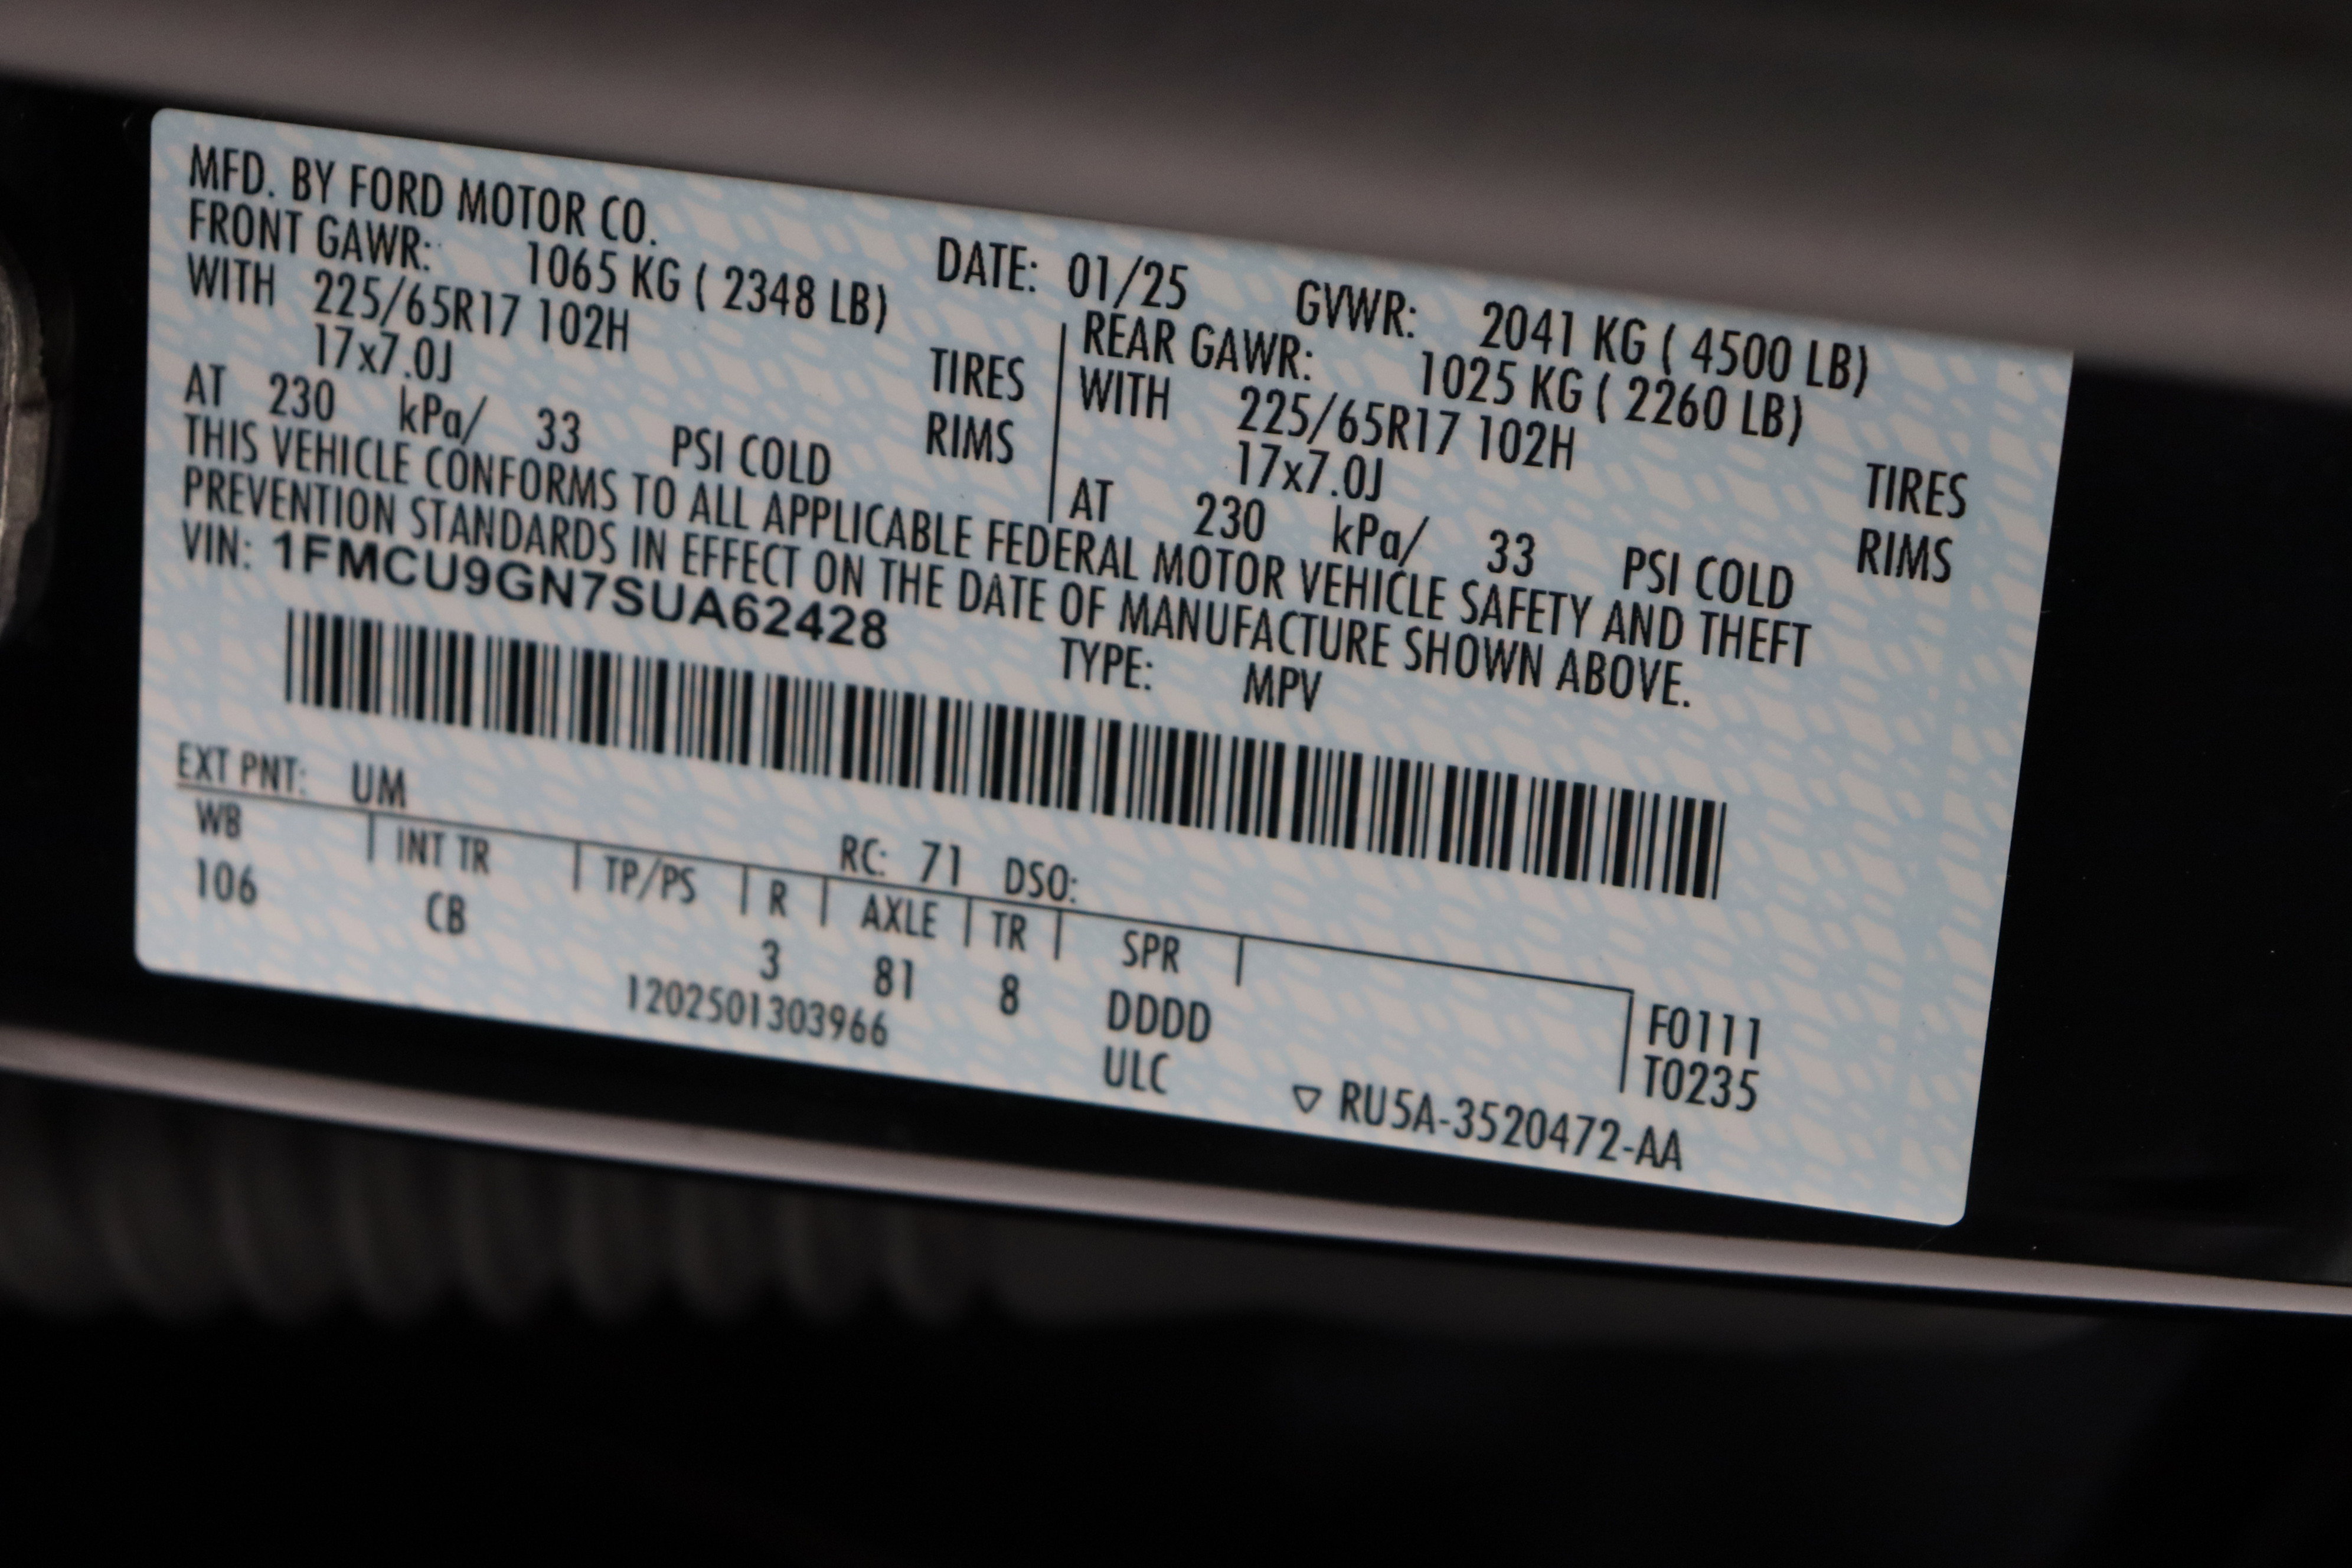 MFD. BY FORD MOTOR CO. DATE: 01/25 GVWR: 2041 KG ( 4500 LB)
FRONT GAWR: 1065 KG ( 2348 LB) REAR GAWR: 1025 KG ( 2260 LB)
WITH 225/65R17 102H TIRES WITH 225/65R17 102H TIRES
17x7.0J RIMS 17x7.0J RIMS
AT 230 kPa/ 33 PSI COLD AT 230 kPa/ 33 PSI COLD
THIS VEHICLE CONFORMS TO ALL APPLICABLE FEDERAL MOTOR VEHICLE SAFETY AND THEFT
PREVENTION STANDARDS IN EFFECT ON THE DATE OF MANUFACTURE SHOWN ABOVE.
VIN: 1FMCU9GN7SUA62428 TYPE: MPV
EXT PNT: UM RC: 71 DSO:
WB INT TR TP/PS R AXLE TR SPR
106 CB 3 81 8 DDDD F0111
1202501303966 ULC T0235
▽ RU5A-3520472-AA